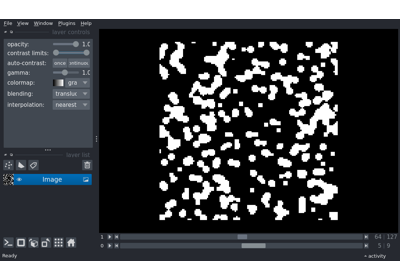 File View Window Plugins Help
layer controls
opacity: 1.0
contrast limits:
auto-contrast: once continuous
gamma: 1.0
colormap: gra
blending: translu
interpolation: nearest
layer list
Image
1 64 127
0 5 9
Ready
activity